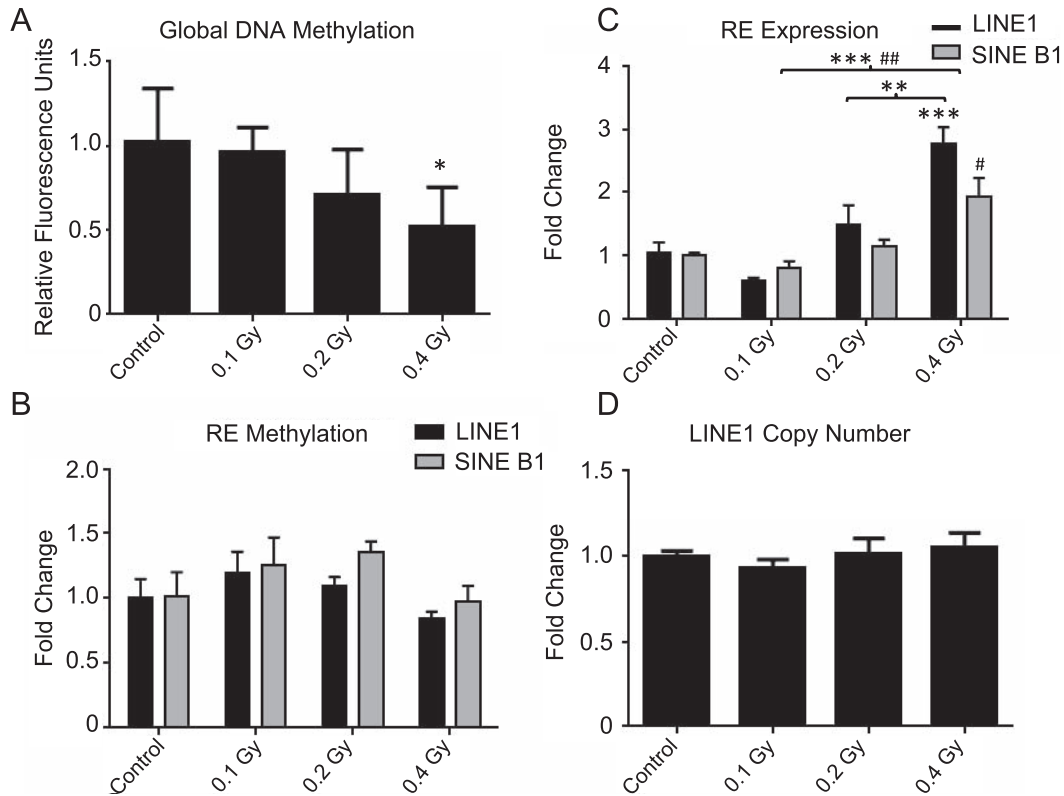 A
Global DNA Methylation
Relative Fluorescence Units
1.5
1.0
0.5
0
*
Control
0.1 Gy
0.2 Gy
0.4 Gy
B
RE Methylation
LINE1
SINE B1
Fold Change
2.0
1.5
1.0
0.5
0
Control
0.1 Gy
0.2 Gy
0.4 Gy
C
RE Expression
LINE1
SINE B1
Fold Change
4
3
2
1
0
*** ##
**
***
#
Control
0.1 Gy
0.2 Gy
0.4 Gy
D
LINE1 Copy Number
Fold Change
1.5
1.0
0.5
0
Control
0.1 Gy
0.2 Gy
0.4 Gy